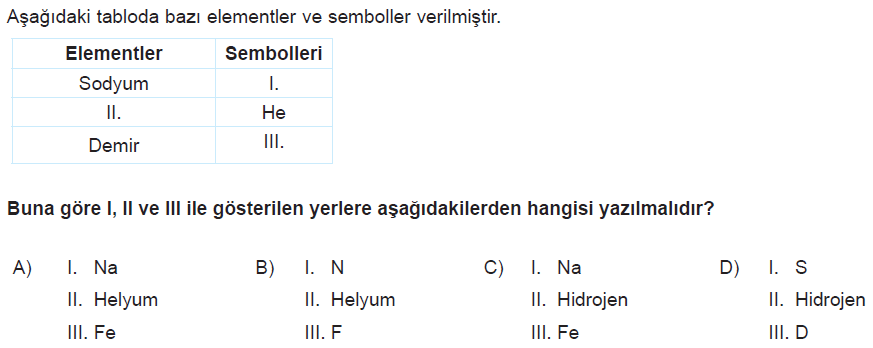 Aşağıdaki tabloda bazı elementler ve semboller verilmiştir.
Elementler Sembolleri
Sodyum I.
II. He
Demir III.
Buna göre I, II ve III ile gösterilen yerlere aşağıdakilerden hangisi yazılmalıdır?
A) I. Na B) I. N C) I. Na D) I. S
II. Helyum II. Helyum II. Hidrojen II. Hidrojen
III. Fe III. F III. Fe III. D